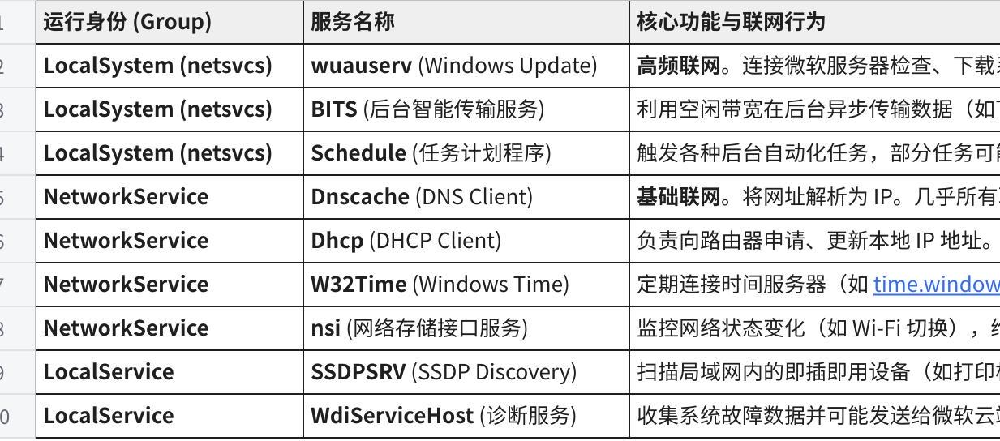 运行身份 (Group) 服务名称 核心功能与联网行为
2 LocalSystem (netsvcs) wuauserv (Windows Update) 高频联网。连接微软服务器检查、下载
3 LocalSystem (netsvcs) BITS (后台智能传输服务) 利用空闲带宽在后台异步传输数据（如
4 LocalSystem (netsvcs) Schedule (任务计划程序) 触发各种后台自动化任务，部分任务可
5 NetworkService Dnscache (DNS Client) 基础联网。将网址解析为 IP。几乎所有
6 NetworkService Dhcp (DHCP Client) 负责向路由器申请、更新本地 IP 地址。
7 NetworkService W32Time (Windows Time) 定期连接时间服务器（如 time.window
8 NetworkService nsi (网络存储接口服务) 监控网络状态变化（如 Wi-Fi 切换），
9 LocalService SSDPSRV (SSDP Discovery) 扫描局域网内的即插即用设备（如打印
0 LocalService WdiServiceHost (诊断服务) 收集系统故障数据并可能发送给微软云